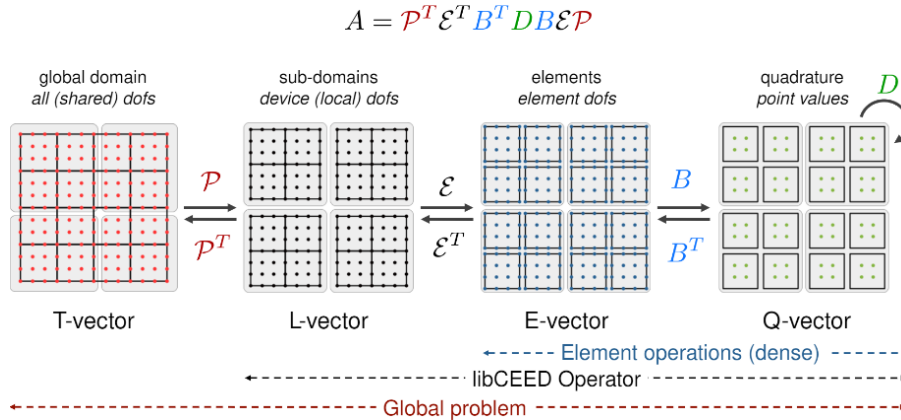 A = 𝒫ᵀℰᵀBᵀDBℰ𝒫
global domain
all (shared) dofs
sub-domains
device (local) dofs
elements
element dofs
quadrature
point values
D
𝒫
𝒫ᵀ
ℰ
ℰᵀ
B
Bᵀ
T-vector
L-vector
E-vector
Q-vector
Element operations (dense)
libCEED Operator
Global problem